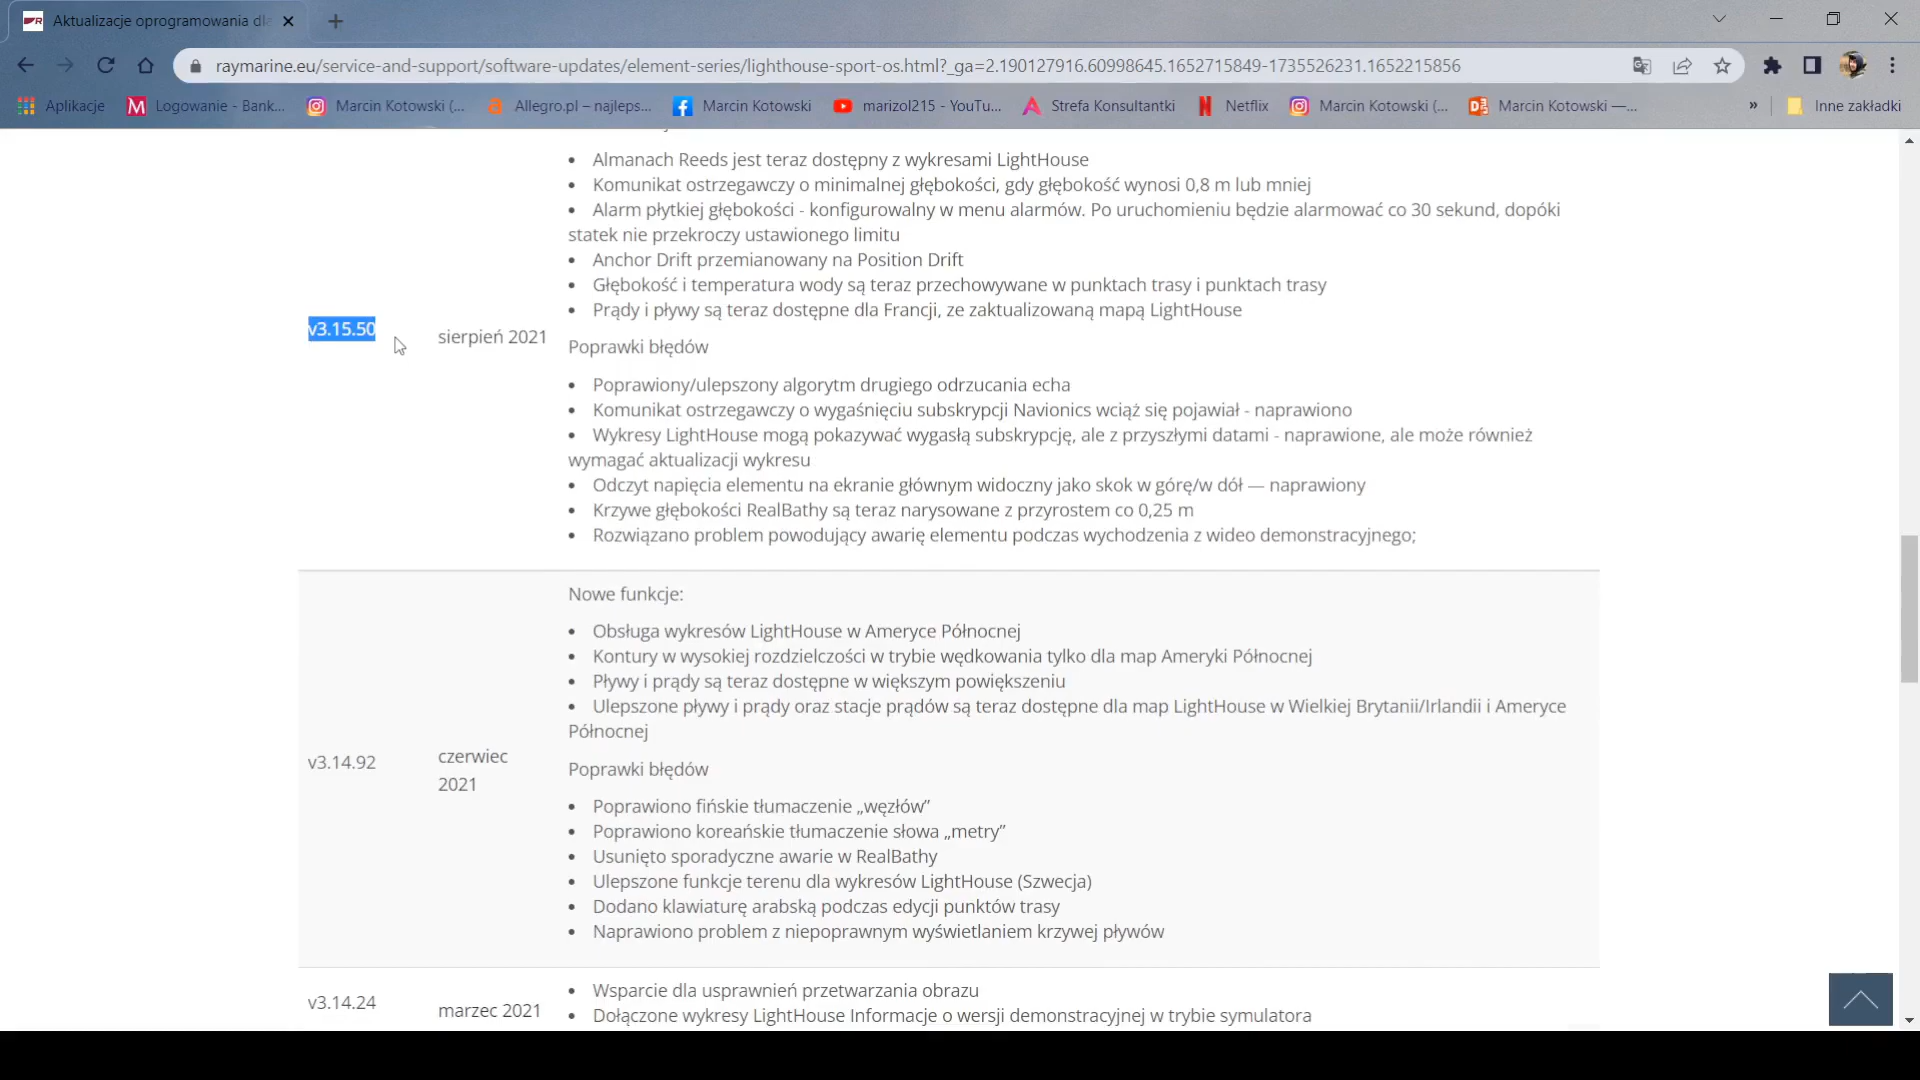 Aktualizacje oprogramowania dla
raymarine.eu/service-and-support/software-updates/element-series/lighthouse-sport-os.html?_ga=2.190127916.60998645.1652715849-1735526231.1652215856
Aplikacje
Logowanie - Bank...
Marcin Kotowski (...
Allegro.pl – najleps...
Marcin Kotowski
marizol215 - YouTu...
Strefa Konsultantki
Netflix
Marcin Kotowski (...
Marcin Kotowski —...
»
Inne zakładki
• Almanach Reeds jest teraz dostępny z wykresami LightHouse
• Komunikat ostrzegawczy o minimalnej głębokości, gdy głębokość wynosi 0,8 m lub mniej
• Alarm płytkiej głębokości - konfigurowalny w menu alarmów. Po uruchomieniu będzie alarmować co 30 sekund, dopóki
statek nie przekroczy ustawionego limitu
• Anchor Drift przemianowany na Position Drift
• Głębokość i temperatura wody są teraz przechowywane w punktach trasy i punktach trasy
• Prądy i pływy są teraz dostępne dla Francji, ze zaktualizowaną mapą LightHouse
v3.15.50
sierpień 2021
Poprawki błędów
• Poprawiony/ulepszony algorytm drugiego odrzucania echa
• Komunikat ostrzegawczy o wygaśnięciu subskrypcji Navionics wciąż się pojawiał - naprawiono
• Wykresy LightHouse mogą pokazywać wygasłą subskrypcję, ale z przyszłymi datami - naprawione, ale może również
wymagać aktualizacji wykresu
• Odczyt napięcia elementu na ekranie głównym widoczny jako skok w górę/w dół — naprawiony
• Krzywe głębokości RealBathy są teraz narysowane z przyrostem co 0,25 m
• Rozwiązano problem powodujący awarię elementu podczas wychodzenia z wideo demonstracyjnego;
Nowe funkcje:
• Obsługa wykresów LightHouse w Ameryce Północnej
• Kontury w wysokiej rozdzielczości w trybie wędkowania tylko dla map Ameryki Północnej
• Pływy i prądy są teraz dostępne w większym powiększeniu
• Ulepszone pływy i prądy oraz stacje prądów są teraz dostępne dla map LightHouse w Wielkiej Brytanii/Irlandii i Ameryce
Północnej
v3.14.92
czerwiec
2021
Poprawki błędów
• Poprawiono fińskie tłumaczenie „węzłów”
• Poprawiono koreańskie tłumaczenie słowa „metry”
• Usunięto sporadyczne awarie w RealBathy
• Ulepszone funkcje terenu dla wykresów LightHouse (Szwecja)
• Dodano klawiaturę arabską podczas edycji punktów trasy
• Naprawiono problem z niepoprawnym wyświetlaniem krzywej pływów
v3.14.24
marzec 2021
• Wsparcie dla usprawnień przetwarzania obrazu
• Dołączone wykresy LightHouse Informacje o wersji demonstracyjnej w trybie symulatora